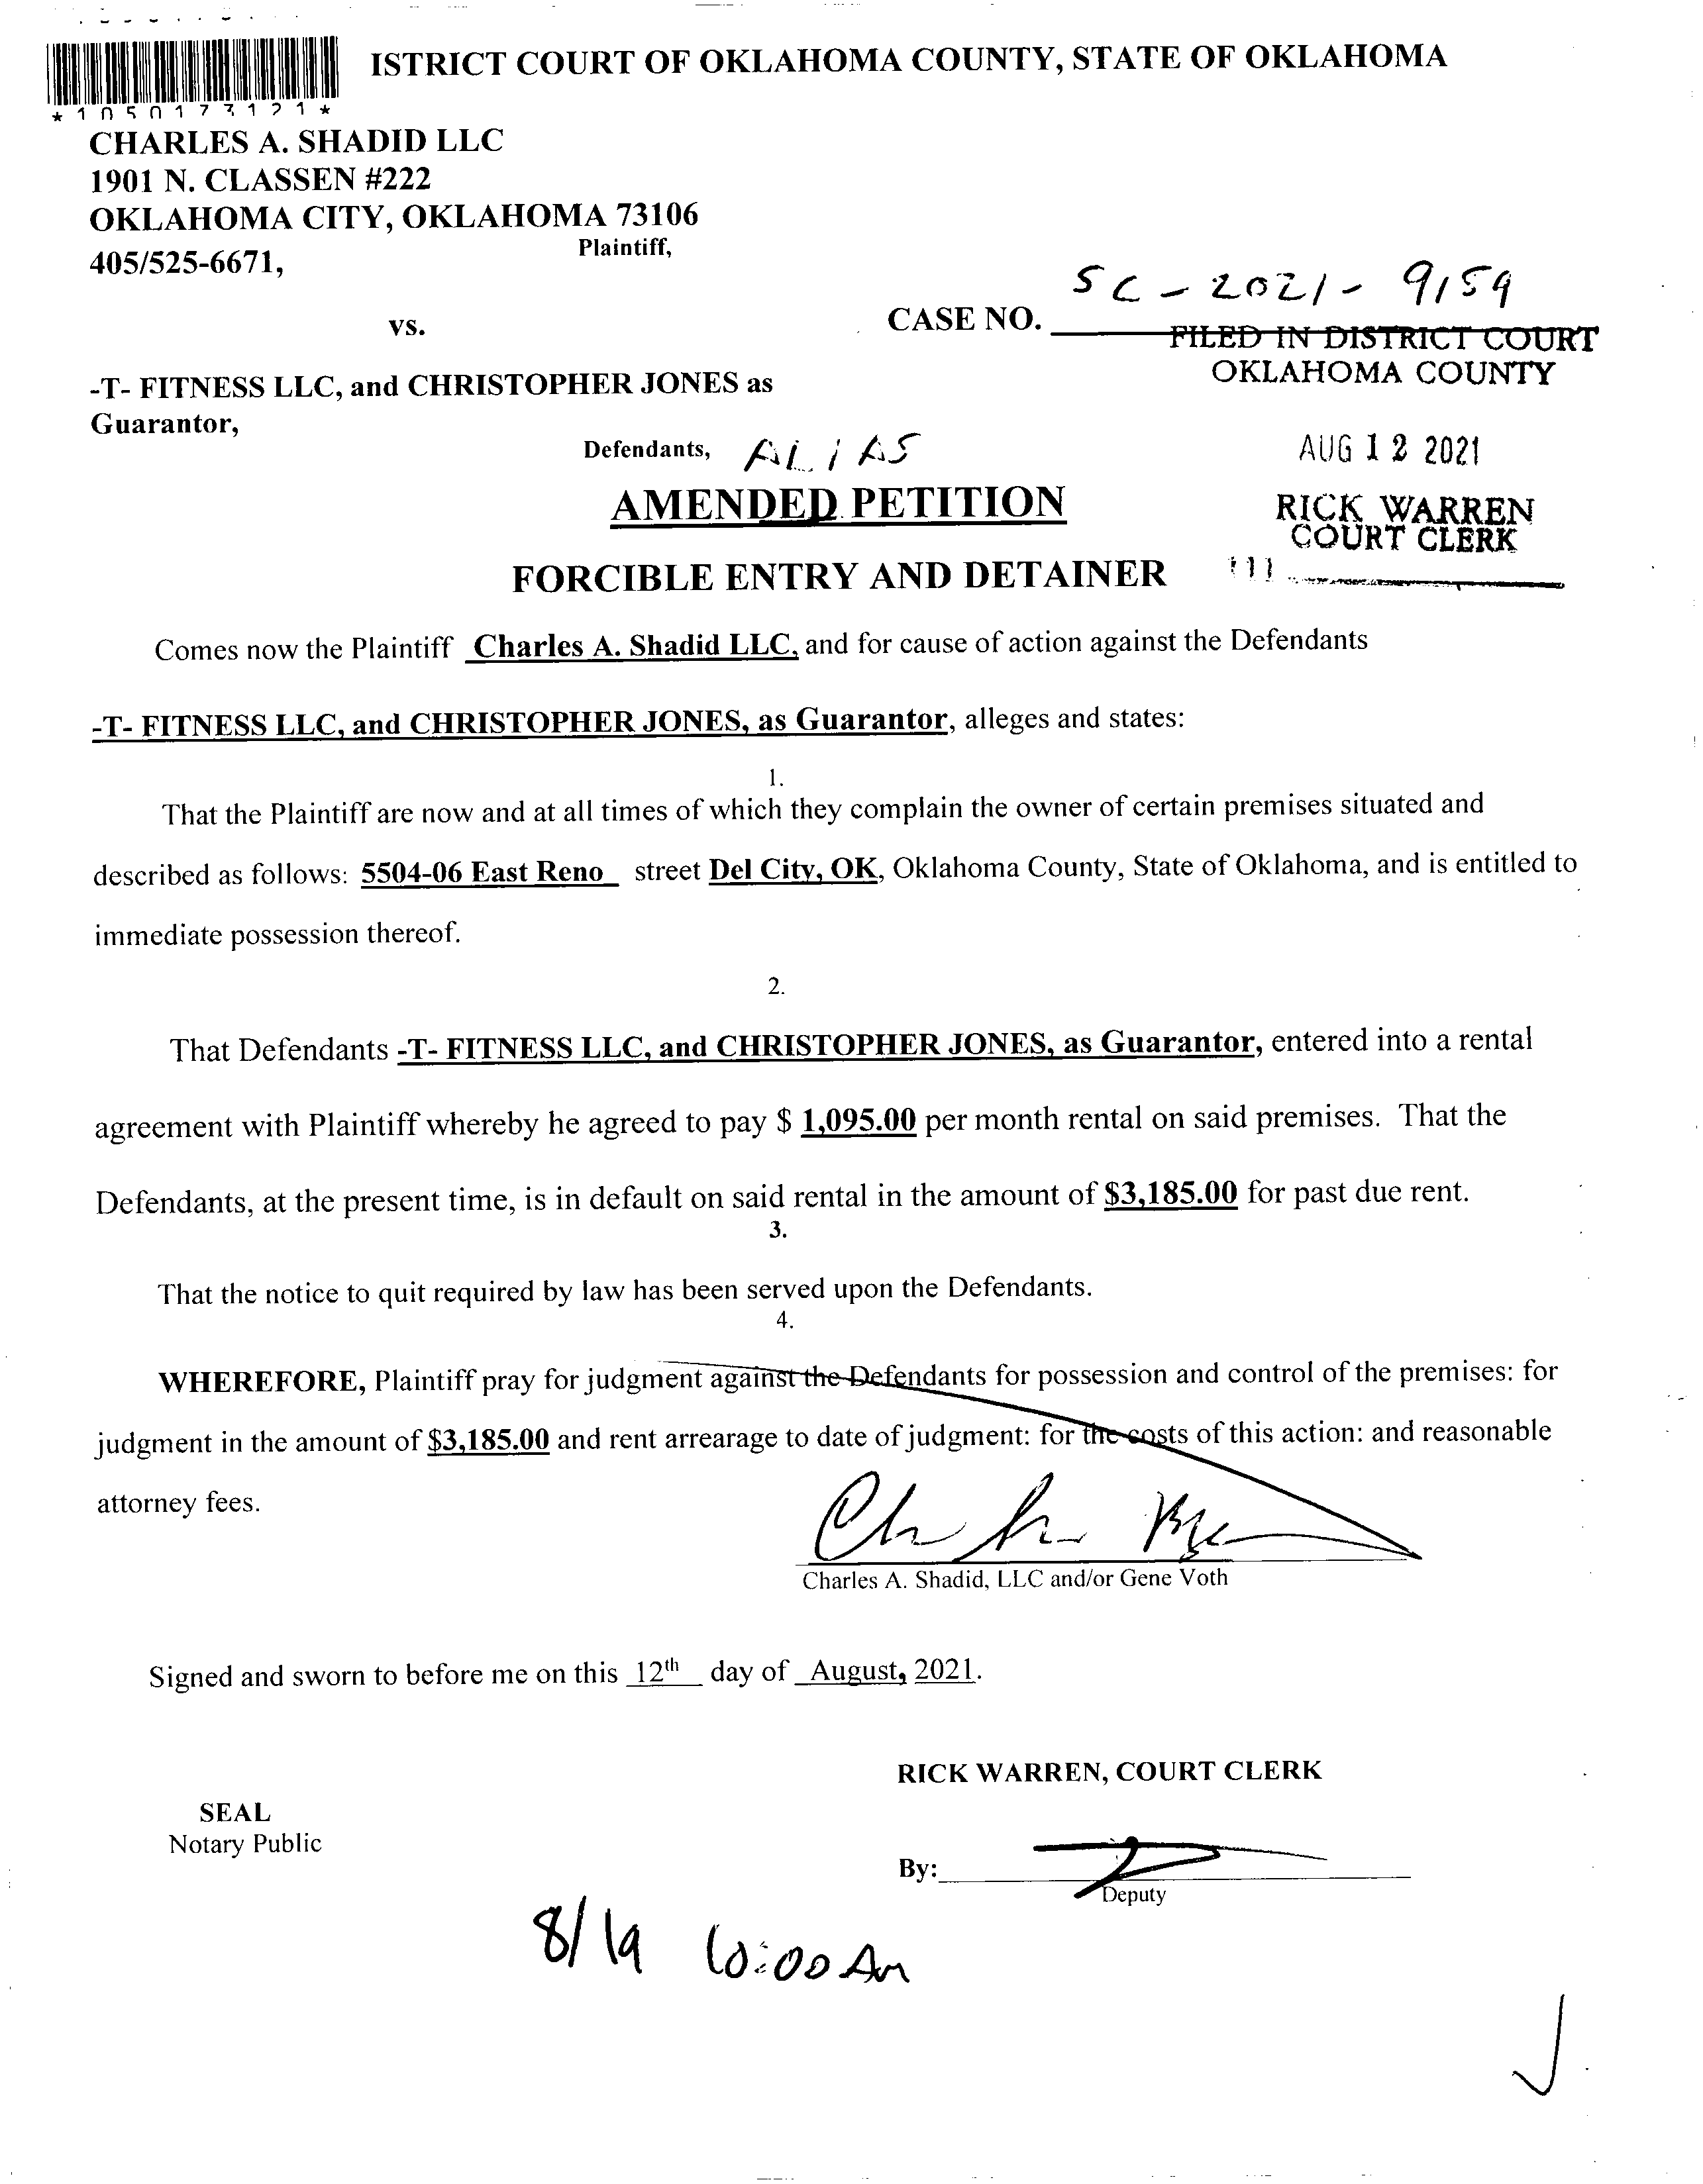 ISTRICT COURT OF OKLAHOMA COUNTY, STATE OF OKLAHOMA
*1050173121*
CHARLES A. SHADID LLC
1901 N. CLASSEN #222
OKLAHOMA CITY, OKLAHOMA 73106
Plaintiff,
405/525-6671,
SC-2021-9159
vs.
CASE NO.
FILED IN DISTRICT COURT
OKLAHOMA COUNTY
-T- FITNESS LLC, and CHRISTOPHER JONES as
Guarantor,
Defendants, ALIAS
AUG 12 2021
AMENDED PETITION
RICK WARREN
COURT CLERK
FORCIBLE ENTRY AND DETAINER
111
Comes now the Plaintiff Charles A. Shadid LLC, and for cause of action against the Defendants
-T- FITNESS LLC, and CHRISTOPHER JONES, as Guarantor, alleges and states:
1.
That the Plaintiff are now and at all times of which they complain the owner of certain premises situated and
described as follows: 5504-06 East Reno street Del City, OK, Oklahoma County, State of Oklahoma, and is entitled to
immediate possession thereof.
2.
That Defendants -T- FITNESS LLC, and CHRISTOPHER JONES, as Guarantor, entered into a rental
agreement with Plaintiff whereby he agreed to pay $ 1,095.00 per month rental on said premises. That the
Defendants, at the present time, is in default on said rental in the amount of $3,185.00 for past due rent.
3.
That the notice to quit required by law has been served upon the Defendants.
4.
WHEREFORE, Plaintiff pray for judgment against the Defendants for possession and control of the premises: for
judgment in the amount of $3,185.00 and rent arrearage to date of judgment: for the costs of this action: and reasonable
attorney fees.
Charles A. Shadid, LLC and/or Gene Voth
Signed and sworn to before me on this 12th day of August, 2021.
RICK WARREN, COURT CLERK
SEAL
Notary Public
By:
Deputy
8/19 10:00 Am